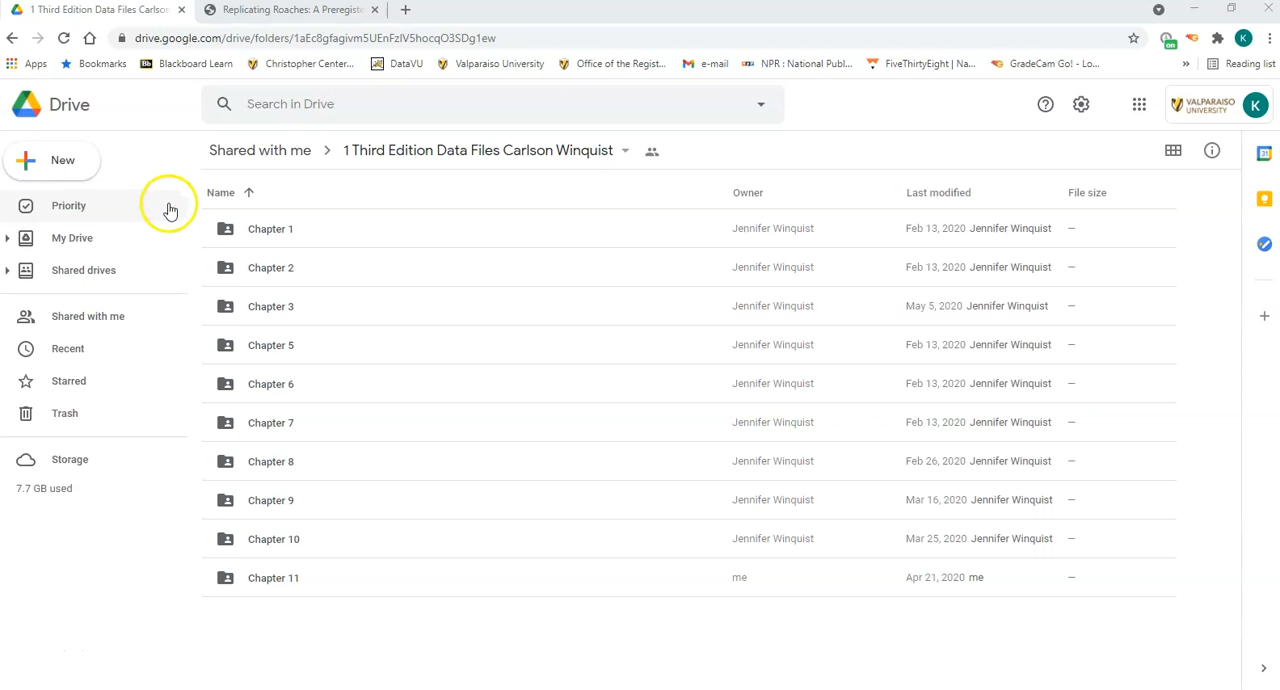 1 Third Edition Data Files Carlson
Replicating Roaches: A Preregiste
drive.google.com/drive/folders/1aEc8gfagivm5UEnFzIV5hocqO3SDg1ew
Apps Bookmarks Blackboard Learn Christopher Center... DataVU Valparaiso University Office of the Regist... e-mail NPR : National Publ... FiveThirtyEight | Na... GradeCam Go! - Lo... » Reading list
Drive
Search in Drive
VALPARAISO UNIVERSITY
K
New
Shared with me > 1 Third Edition Data Files Carlson Winquist
Name Owner Last modified File size
Priority
My Drive
Shared drives
Shared with me
Recent
Starred
Trash
Storage
7.7 GB used
Chapter 1 Jennifer Winquist Feb 13, 2020 Jennifer Winquist —
Chapter 2 Jennifer Winquist Feb 13, 2020 Jennifer Winquist —
Chapter 3 Jennifer Winquist May 5, 2020 Jennifer Winquist —
Chapter 5 Jennifer Winquist Feb 13, 2020 Jennifer Winquist —
Chapter 6 Jennifer Winquist Feb 13, 2020 Jennifer Winquist —
Chapter 7 Jennifer Winquist Feb 13, 2020 Jennifer Winquist —
Chapter 8 Jennifer Winquist Feb 26, 2020 Jennifer Winquist —
Chapter 9 Jennifer Winquist Mar 16, 2020 Jennifer Winquist —
Chapter 10 Jennifer Winquist Mar 25, 2020 Jennifer Winquist —
Chapter 11 me Apr 21, 2020 me —